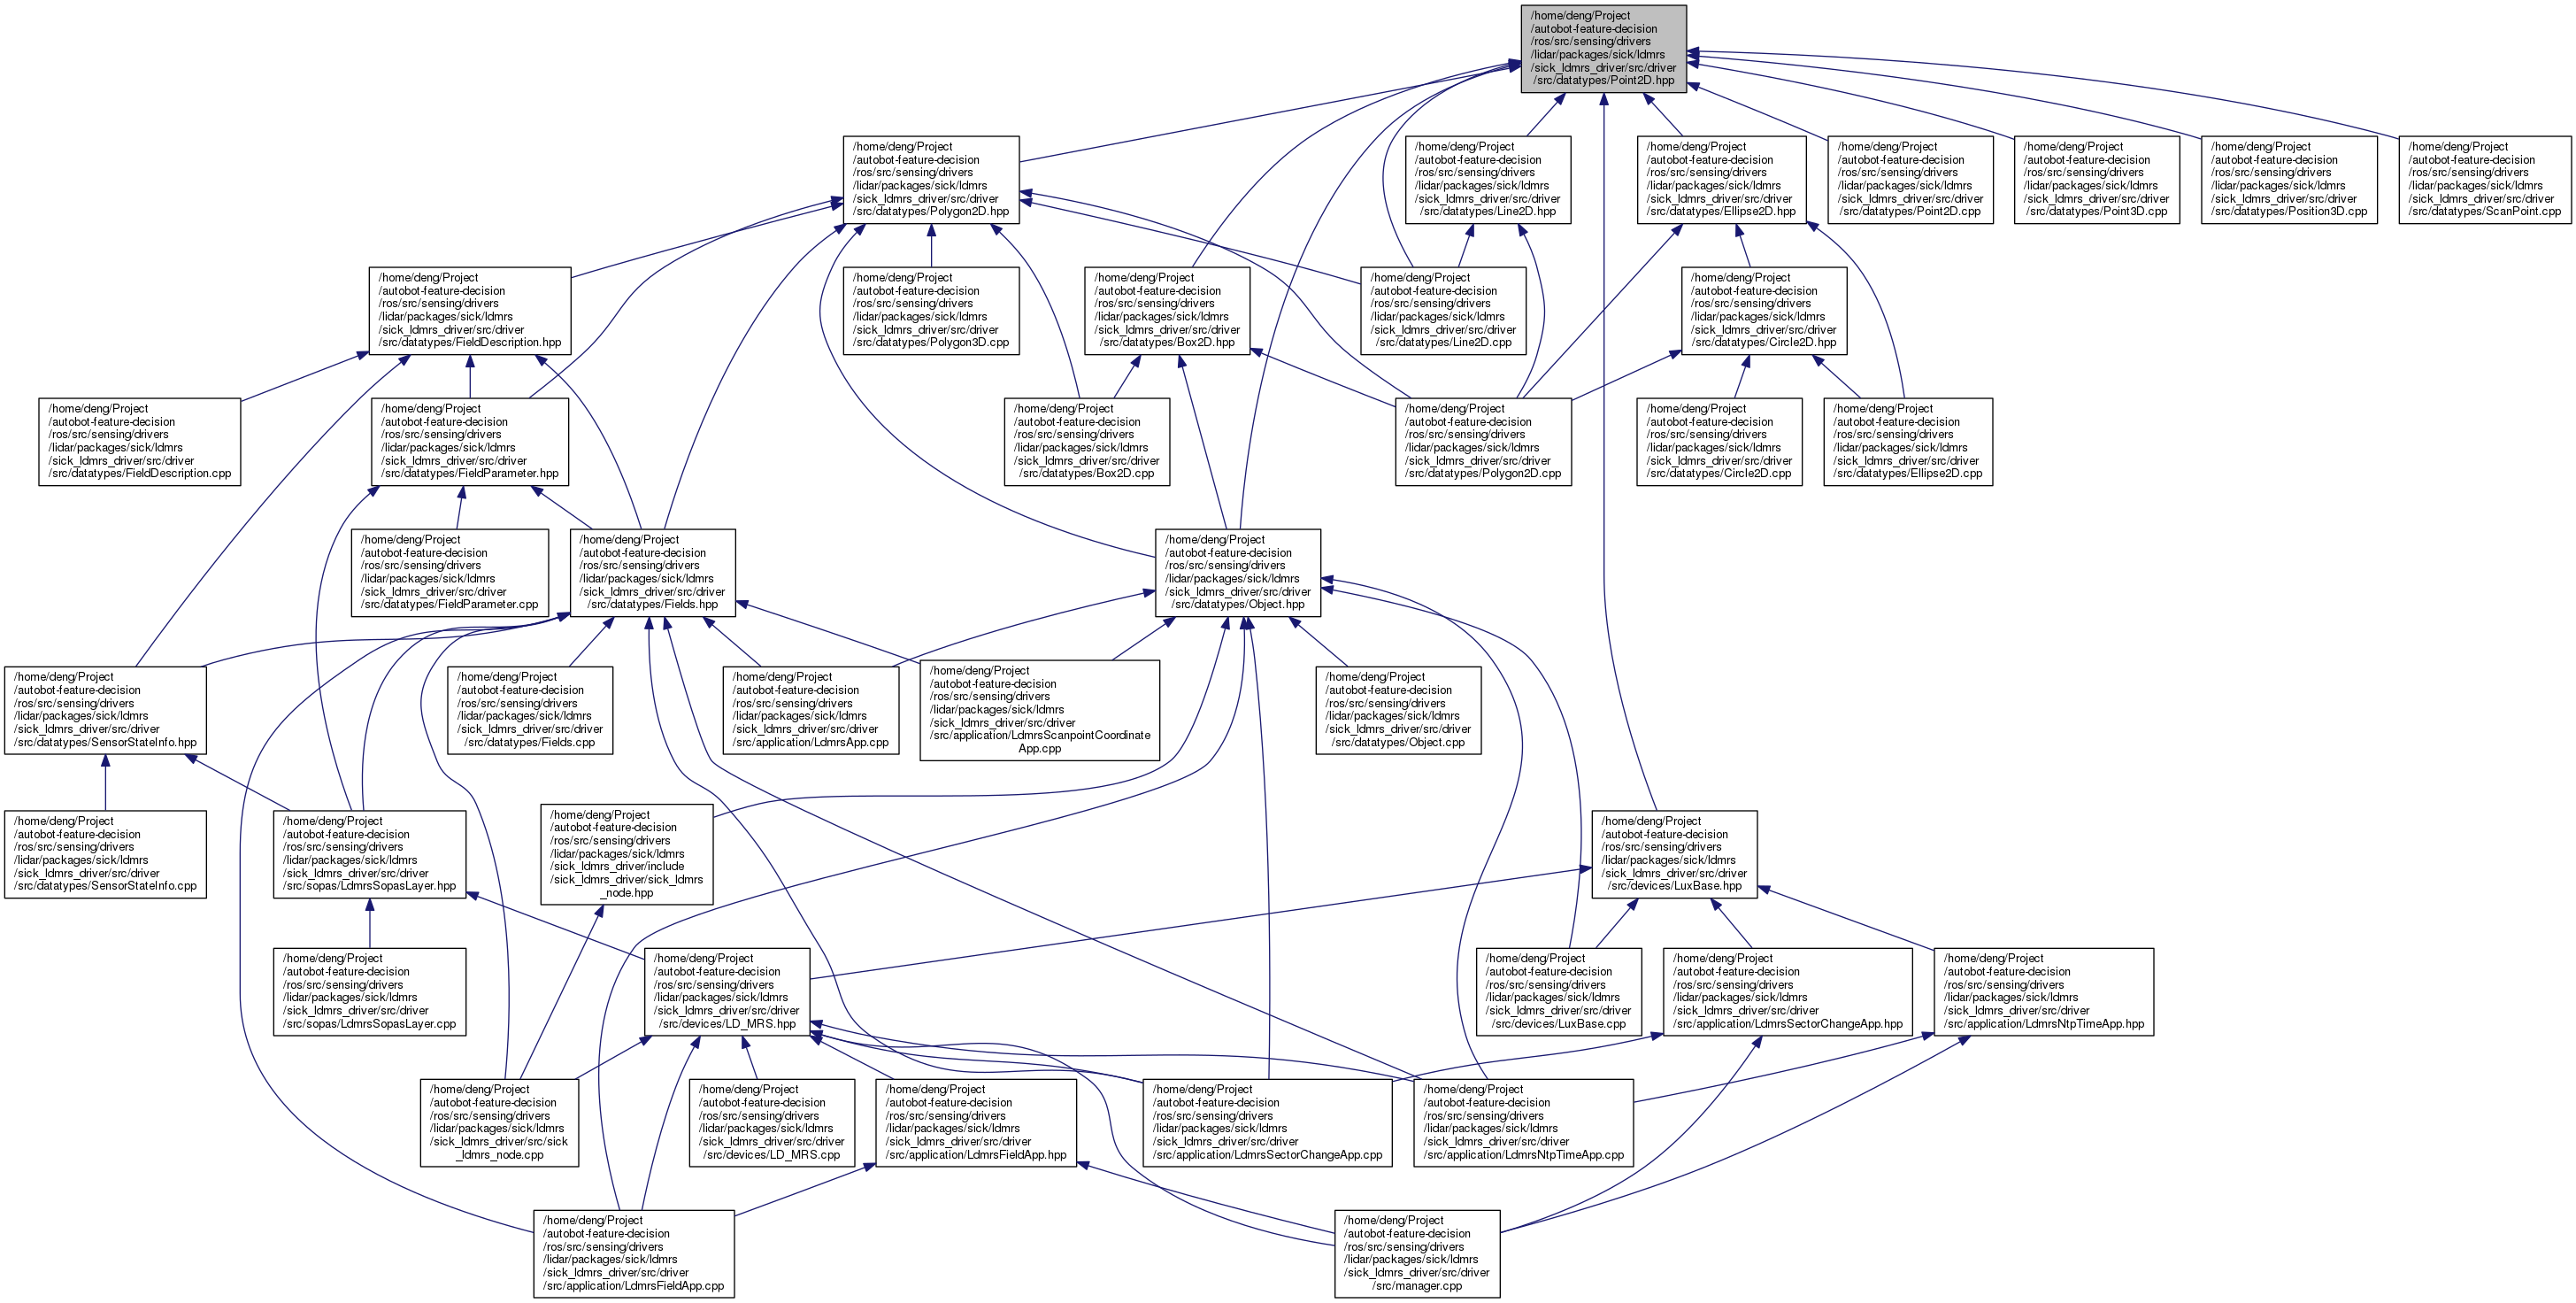 /home/deng/Project
/autobot-feature-decision
/ros/src/sensing/drivers
/lidar/packages/sick/ldmrs
/sick_ldmrs_driver/src/driver
/src/datatypes/Point2D.hpp
/home/deng/Project
/autobot-feature-decision
/ros/src/sensing/drivers
/lidar/packages/sick/ldmrs
/sick_ldmrs_driver/src/driver
/src/datatypes/Polygon2D.hpp
/home/deng/Project
/autobot-feature-decision
/ros/src/sensing/drivers
/lidar/packages/sick/ldmrs
/sick_ldmrs_driver/src/driver
/src/datatypes/Line2D.hpp
/home/deng/Project
/autobot-feature-decision
/ros/src/sensing/drivers
/lidar/packages/sick/ldmrs
/sick_ldmrs_driver/src/driver
/src/datatypes/Ellipse2D.hpp
/home/deng/Project
/autobot-feature-decision
/ros/src/sensing/drivers
/lidar/packages/sick/ldmrs
/sick_ldmrs_driver/src/driver
/src/datatypes/Point2D.cpp
/home/deng/Project
/autobot-feature-decision
/ros/src/sensing/drivers
/lidar/packages/sick/ldmrs
/sick_ldmrs_driver/src/driver
/src/datatypes/Point3D.cpp
/home/deng/Project
/autobot-feature-decision
/ros/src/sensing/drivers
/lidar/packages/sick/ldmrs
/sick_ldmrs_driver/src/driver
/src/datatypes/Position3D.cpp
/home/deng/Project
/autobot-feature-decision
/ros/src/sensing/drivers
/lidar/packages/sick/ldmrs
/sick_ldmrs_driver/src/driver
/src/datatypes/ScanPoint.cpp
/home/deng/Project
/autobot-feature-decision
/ros/src/sensing/drivers
/lidar/packages/sick/ldmrs
/sick_ldmrs_driver/src/driver
/src/datatypes/FieldDescription.hpp
/home/deng/Project
/autobot-feature-decision
/ros/src/sensing/drivers
/lidar/packages/sick/ldmrs
/sick_ldmrs_driver/src/driver
/src/datatypes/Polygon3D.cpp
/home/deng/Project
/autobot-feature-decision
/ros/src/sensing/drivers
/lidar/packages/sick/ldmrs
/sick_ldmrs_driver/src/driver
/src/datatypes/Box2D.hpp
/home/deng/Project
/autobot-feature-decision
/ros/src/sensing/drivers
/lidar/packages/sick/ldmrs
/sick_ldmrs_driver/src/driver
/src/datatypes/Line2D.cpp
/home/deng/Project
/autobot-feature-decision
/ros/src/sensing/drivers
/lidar/packages/sick/ldmrs
/sick_ldmrs_driver/src/driver
/src/datatypes/Circle2D.hpp
/home/deng/Project
/autobot-feature-decision
/ros/src/sensing/drivers
/lidar/packages/sick/ldmrs
/sick_ldmrs_driver/src/driver
/src/datatypes/FieldDescription.cpp
/home/deng/Project
/autobot-feature-decision
/ros/src/sensing/drivers
/lidar/packages/sick/ldmrs
/sick_ldmrs_driver/src/driver
/src/datatypes/FieldParameter.hpp
/home/deng/Project
/autobot-feature-decision
/ros/src/sensing/drivers
/lidar/packages/sick/ldmrs
/sick_ldmrs_driver/src/driver
/src/datatypes/Box2D.cpp
/home/deng/Project
/autobot-feature-decision
/ros/src/sensing/drivers
/lidar/packages/sick/ldmrs
/sick_ldmrs_driver/src/driver
/src/datatypes/Polygon2D.cpp
/home/deng/Project
/autobot-feature-decision
/ros/src/sensing/drivers
/lidar/packages/sick/ldmrs
/sick_ldmrs_driver/src/driver
/src/datatypes/Circle2D.cpp
/home/deng/Project
/autobot-feature-decision
/ros/src/sensing/drivers
/lidar/packages/sick/ldmrs
/sick_ldmrs_driver/src/driver
/src/datatypes/Ellipse2D.cpp
/home/deng/Project
/autobot-feature-decision
/ros/src/sensing/drivers
/lidar/packages/sick/ldmrs
/sick_ldmrs_driver/src/driver
/src/datatypes/FieldParameter.cpp
/home/deng/Project
/autobot-feature-decision
/ros/src/sensing/drivers
/lidar/packages/sick/ldmrs
/sick_ldmrs_driver/src/driver
/src/datatypes/Fields.hpp
/home/deng/Project
/autobot-feature-decision
/ros/src/sensing/drivers
/lidar/packages/sick/ldmrs
/sick_ldmrs_driver/src/driver
/src/datatypes/Object.hpp
/home/deng/Project
/autobot-feature-decision
/ros/src/sensing/drivers
/lidar/packages/sick/ldmrs
/sick_ldmrs_driver/src/driver
/src/datatypes/SensorStateInfo.hpp
/home/deng/Project
/autobot-feature-decision
/ros/src/sensing/drivers
/lidar/packages/sick/ldmrs
/sick_ldmrs_driver/src/driver
/src/datatypes/Fields.cpp
/home/deng/Project
/autobot-feature-decision
/ros/src/sensing/drivers
/lidar/packages/sick/ldmrs
/sick_ldmrs_driver/src/driver
/src/application/LdmrsApp.cpp
/home/deng/Project
/autobot-feature-decision
/ros/src/sensing/drivers
/lidar/packages/sick/ldmrs
/sick_ldmrs_driver/src/driver
/src/application/LdmrsScanpointCoordinate
App.cpp
/home/deng/Project
/autobot-feature-decision
/ros/src/sensing/drivers
/lidar/packages/sick/ldmrs
/sick_ldmrs_driver/src/driver
/src/datatypes/Object.cpp
/home/deng/Project
/autobot-feature-decision
/ros/src/sensing/drivers
/lidar/packages/sick/ldmrs
/sick_ldmrs_driver/src/driver
/src/datatypes/SensorStateInfo.cpp
/home/deng/Project
/autobot-feature-decision
/ros/src/sensing/drivers
/lidar/packages/sick/ldmrs
/sick_ldmrs_driver/src/driver
/src/sopas/LdmrsSopasLayer.hpp
/home/deng/Project
/autobot-feature-decision
/ros/src/sensing/drivers
/lidar/packages/sick/ldmrs
/sick_ldmrs_driver/include
/sick_ldmrs_driver/sick_ldmrs
_node.hpp
/home/deng/Project
/autobot-feature-decision
/ros/src/sensing/drivers
/lidar/packages/sick/ldmrs
/sick_ldmrs_driver/src/driver
/src/devices/LuxBase.hpp
/home/deng/Project
/autobot-feature-decision
/ros/src/sensing/drivers
/lidar/packages/sick/ldmrs
/sick_ldmrs_driver/src/driver
/src/sopas/LdmrsSopasLayer.cpp
/home/deng/Project
/autobot-feature-decision
/ros/src/sensing/drivers
/lidar/packages/sick/ldmrs
/sick_ldmrs_driver/src/driver
/src/devices/LD_MRS.hpp
/home/deng/Project
/autobot-feature-decision
/ros/src/sensing/drivers
/lidar/packages/sick/ldmrs
/sick_ldmrs_driver/src/driver
/src/devices/LuxBase.cpp
/home/deng/Project
/autobot-feature-decision
/ros/src/sensing/drivers
/lidar/packages/sick/ldmrs
/sick_ldmrs_driver/src/driver
/src/application/LdmrsSectorChangeApp.hpp
/home/deng/Project
/autobot-feature-decision
/ros/src/sensing/drivers
/lidar/packages/sick/ldmrs
/sick_ldmrs_driver/src/driver
/src/application/LdmrsNtpTimeApp.hpp
/home/deng/Project
/autobot-feature-decision
/ros/src/sensing/drivers
/lidar/packages/sick/ldmrs
/sick_ldmrs_driver/src/sick
_ldmrs_node.cpp
/home/deng/Project
/autobot-feature-decision
/ros/src/sensing/drivers
/lidar/packages/sick/ldmrs
/sick_ldmrs_driver/src/driver
/src/devices/LD_MRS.cpp
/home/deng/Project
/autobot-feature-decision
/ros/src/sensing/drivers
/lidar/packages/sick/ldmrs
/sick_ldmrs_driver/src/driver
/src/application/LdmrsFieldApp.hpp
/home/deng/Project
/autobot-feature-decision
/ros/src/sensing/drivers
/lidar/packages/sick/ldmrs
/sick_ldmrs_driver/src/driver
/src/application/LdmrsSectorChangeApp.cpp
/home/deng/Project
/autobot-feature-decision
/ros/src/sensing/drivers
/lidar/packages/sick/ldmrs
/sick_ldmrs_driver/src/driver
/src/application/LdmrsNtpTimeApp.cpp
/home/deng/Project
/autobot-feature-decision
/ros/src/sensing/drivers
/lidar/packages/sick/ldmrs
/sick_ldmrs_driver/src/driver
/src/application/LdmrsFieldApp.cpp
/home/deng/Project
/autobot-feature-decision
/ros/src/sensing/drivers
/lidar/packages/sick/ldmrs
/sick_ldmrs_driver/src/driver
/src/manager.cpp